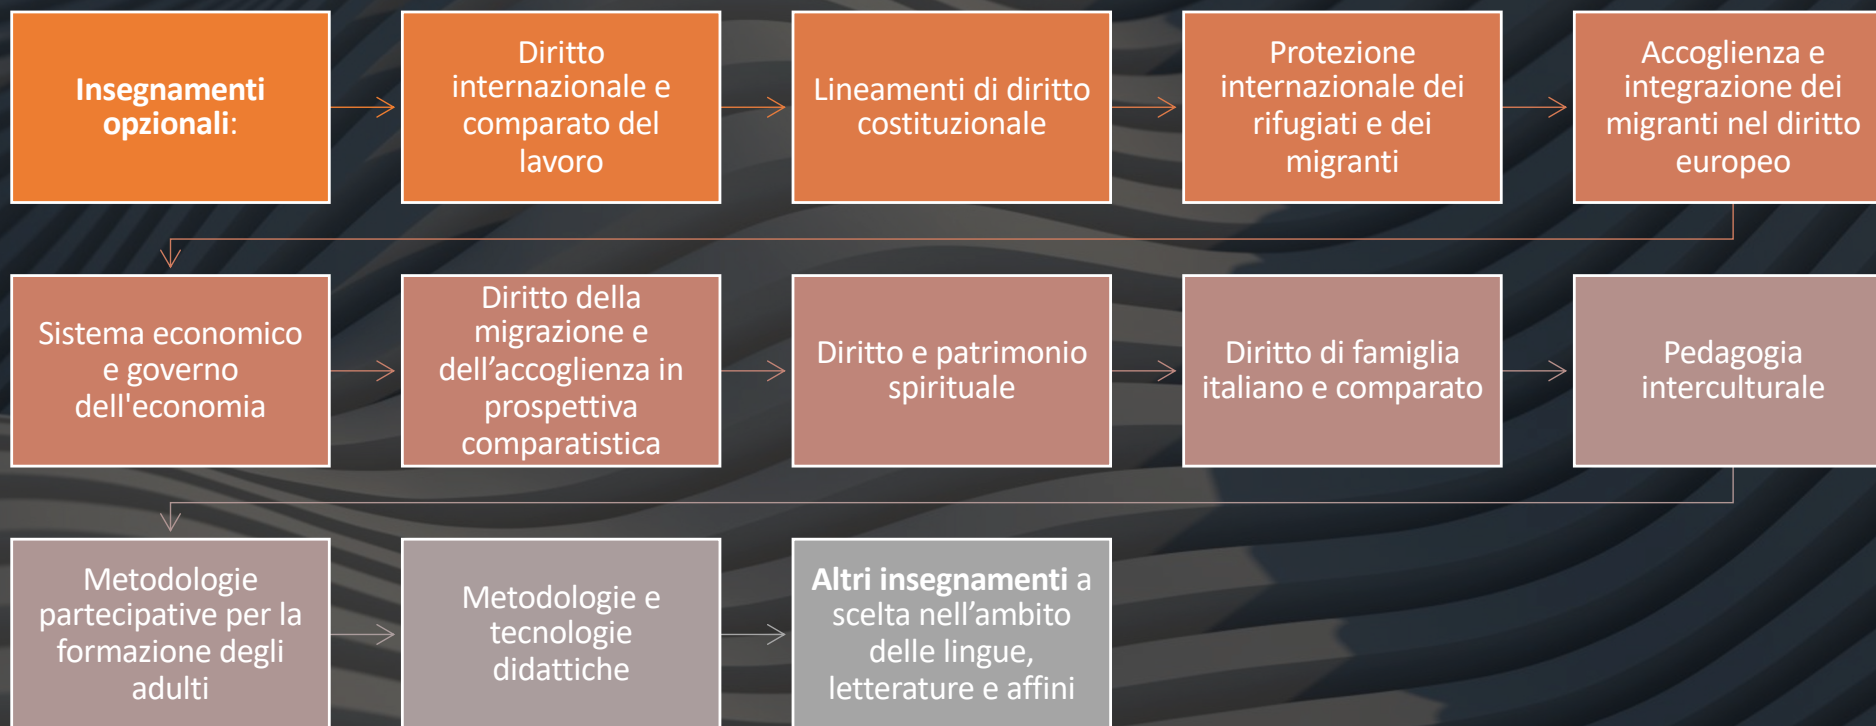 Insegnamenti
opzionali:
Diritto
internazionale e
comparato del
lavoro
Lineamenti di diritto
costituzionale
Protezione
internazionale dei
rifugiati e dei
migranti
Accoglienza e
integrazione dei
migranti nel diritto
europeo
Sistema economico
e governo
dell'economia
Diritto della
migrazione e
dell’accoglienza in
prospettiva
comparatistica
Diritto e patrimonio
spirituale
Diritto di famiglia
italiano e comparato
Pedagogia
interculturale
Metodologie
partecipative per la
formazione degli
adulti
Metodologie e
tecnologie
didattiche
Altri insegnamenti a
scelta nell’ambito
delle lingue,
letterature e affini